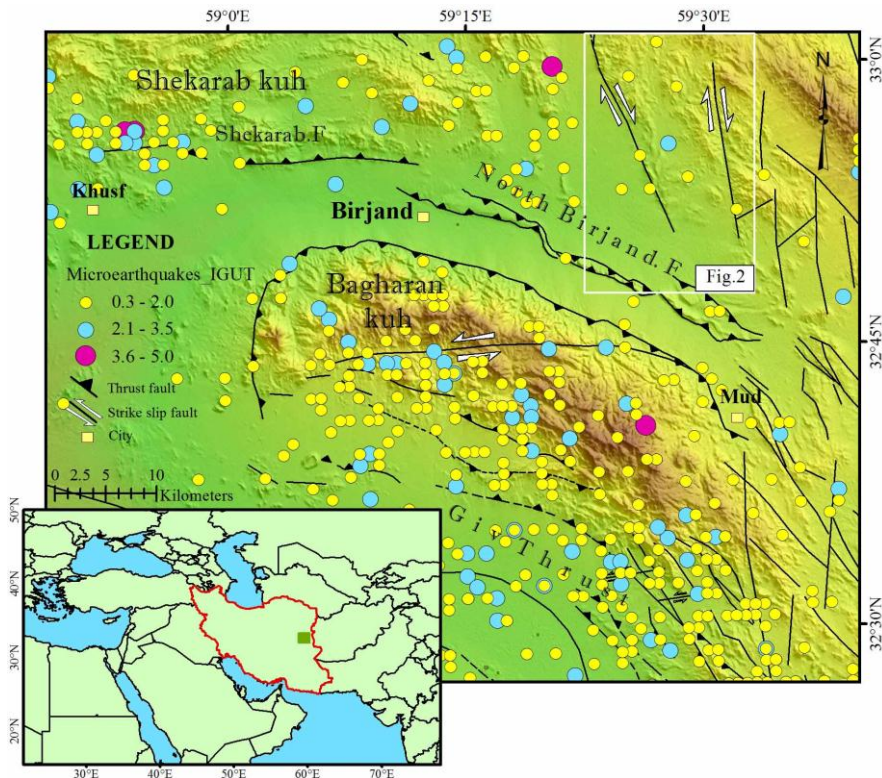 59°0'E 59°15'E 59°30'E
33°0'N
N
Shekarab kuh
Shekarab.F
Khusf
Birjand
North Birjand.F
Fig.2
LEGEND
Microearthquakes_IGUT
0.3 - 2.0
2.1 - 3.5
3.6 - 5.0
Thrust fault
Strike slip fault
City
0 2.5 5 10
Kilometers
Bagharan
kuh
32°45'N
Mud
Giv Thrust
32°30'N
50°N
40°N
30°N
20°N
30°E 40°E 50°E 60°E 70°E